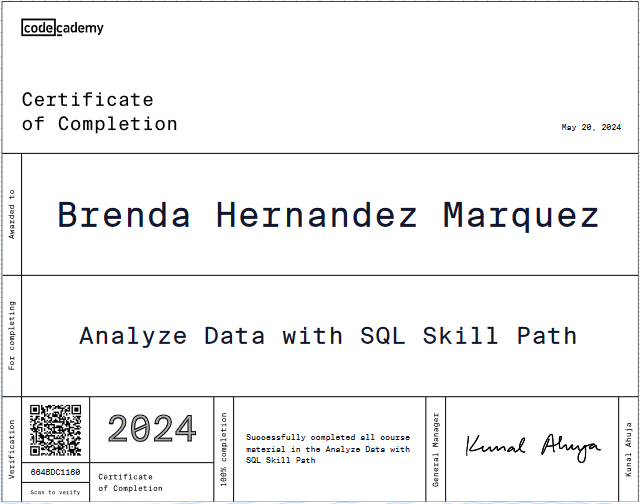 codecademy
Certificate
of Completion
May 20, 2024
Awarded to
Brenda Hernandez Marquez
For completing
Analyze Data with SQL Skill Path
Verification
664BDC1160
Scan to verify
2024
Certificate
of Completion
100% completion
Successfully completed all course
material in the Analyze Data with
SQL Skill Path
General Manager
Kunal Ahuja
Kunal Ahuja